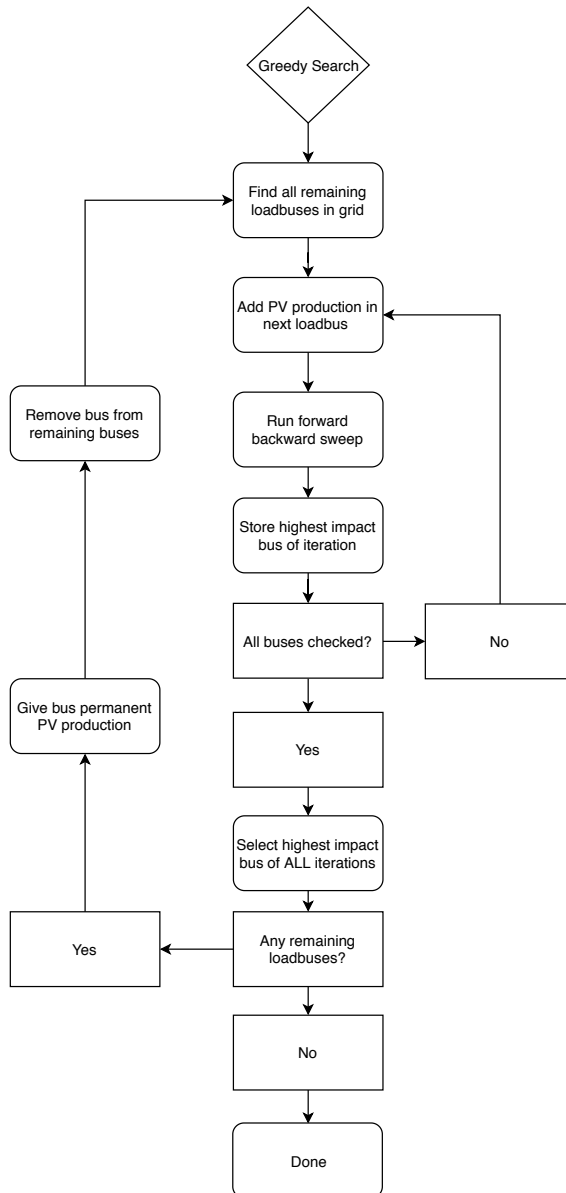 Greedy Search
Find all remaining
loadbuses in grid
Add PV production in
next loadbus
Remove bus from
remaining buses
Run forward
backward sweep
Store highest impact
bus of iteration
All buses checked?
No
Give bus permanent
PV production
Yes
Select highest impact
bus of ALL iterations
Yes
Any remaining
loadbuses?
No
Done